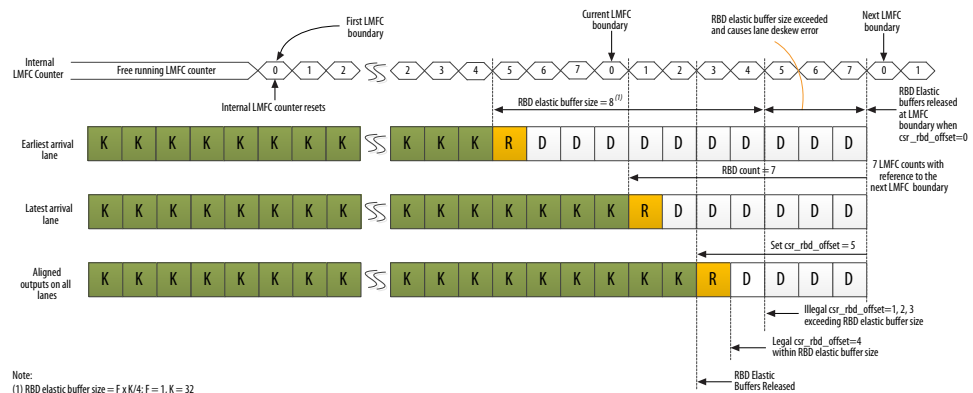 First LMFC
boundary
Current LMFC
boundary
RBD elastic buffer size exceeded
and causes lane deskew error
Next LMFC
boundary
Internal
LMFC Counter
Free running LMFC counter
0 1 2 2 3 4 5 6 7 0 1 2 3 4 5 6 7 0 1
Internal LMFC counter resets
RBD elastic buffer size = 8 (1)
RBD Elastic
buffers released
at LMFC
boundary when
csr_rbd_offset=0
Earliest arrival
lane
K K K K K K K K K K K R D D D D D D D D D D
RBD count = 7
7 LMFC counts with
reference to the
next LMFC boundary
Latest arrival
lane
K K K K K K K K K K K K K K K R D D D D D D
Set csr_rbd_offset = 5
Aligned
outputs on all
lanes
K K K K K K K K K K K K K K K K K R D D D D
Illegal csr_rbd_offset=1, 2, 3
exceeding RBD elastic buffer size
Legal csr_rbd_offset=4
within RBD elastic buffer size
RBD Elastic
Buffers Released
Note:
(1) RBD elastic buffer size = F x K/4; F = 1, K = 32